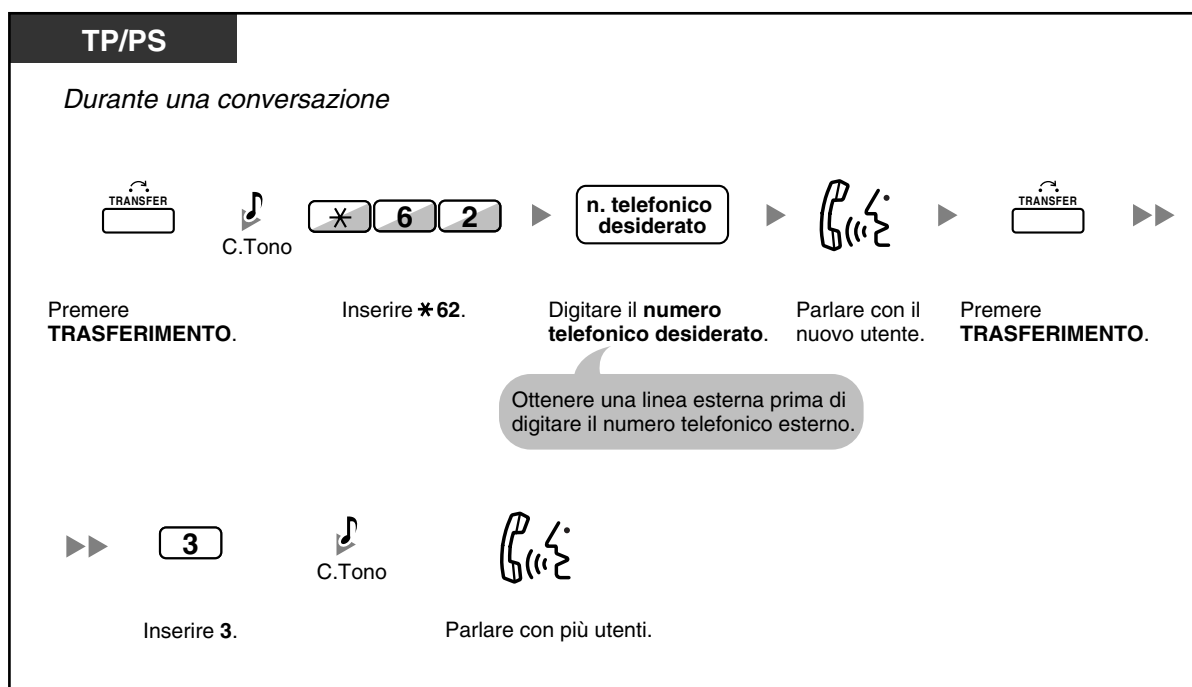 TP/PS
Durante una conversazione
TRANSFER
C.Tono
* 6 2
n. telefonico
desiderato
TRANSFER
Premere
TRASFERIMENTO.
Inserire *62.
Digitare il numero
telefonico desiderato.
Parlare con il
nuovo utente.
Premere
TRASFERIMENTO.
Ottenere una linea esterna prima di
digitare il numero telefonico esterno.
3
C.Tono
Inserire 3.
Parlare con più utenti.